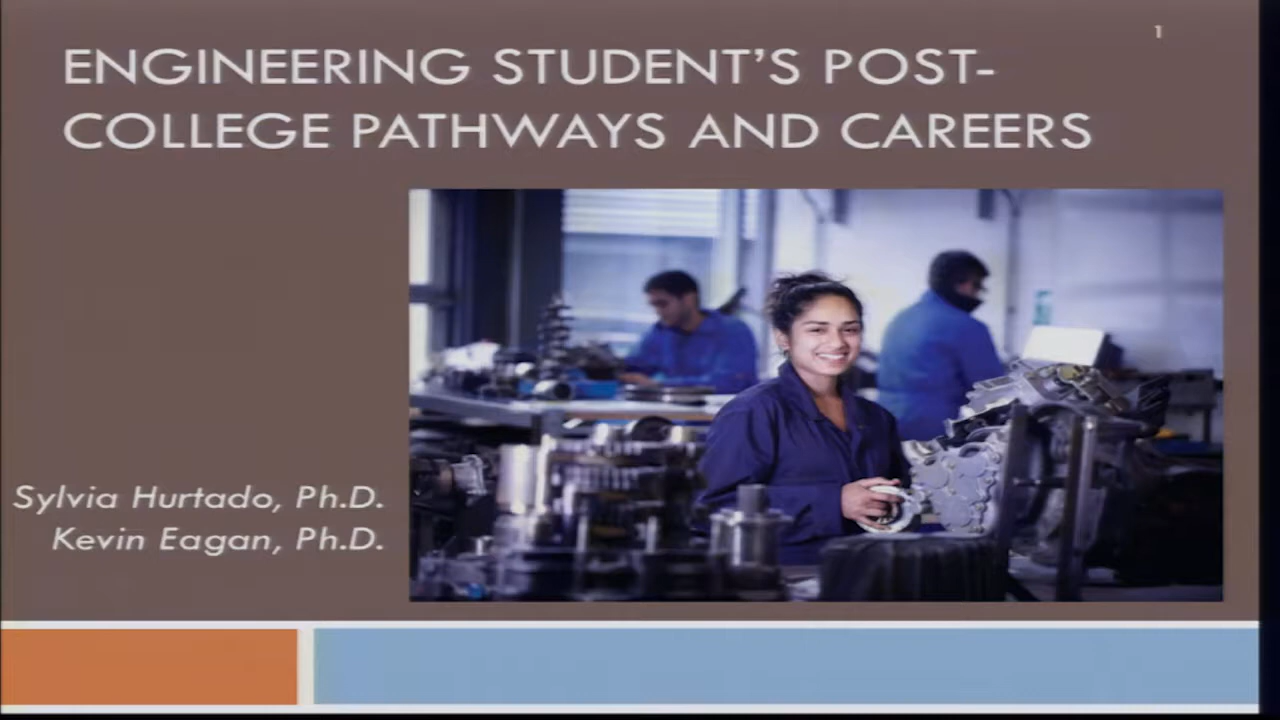 1
ENGINEERING STUDENT'S POST-
COLLEGE PATHWAYS AND CAREERS
Sylvia Hurtado, Ph.D.
Kevin Eagan, Ph.D.